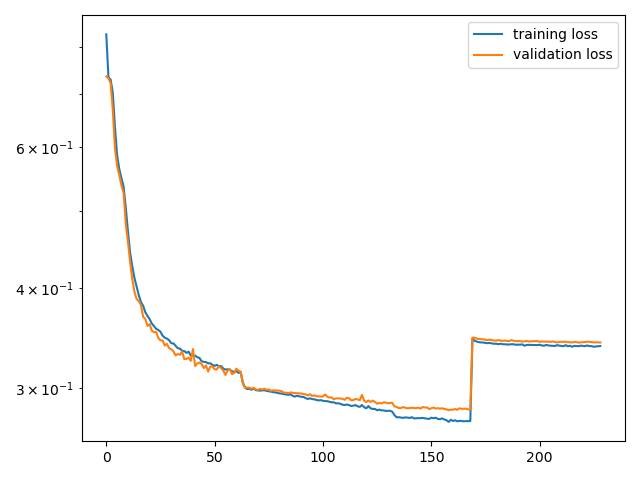 training loss
validation loss
6 × 10⁻¹
4 × 10⁻¹
3 × 10⁻¹
0 50 100 150 200